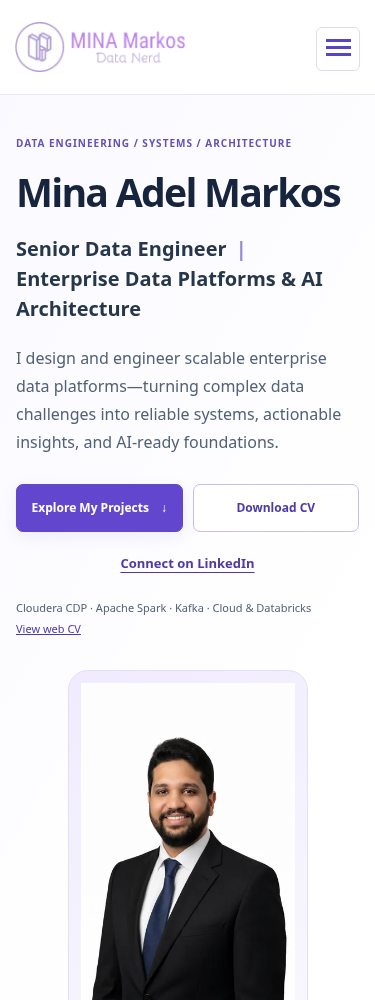 MINA Markos
Data Nerd
DATA ENGINEERING / SYSTEMS / ARCHITECTURE
Mina Adel Markos
Senior Data Engineer |
Enterprise Data Platforms & AI
Architecture
I design and engineer scalable enterprise
data platforms—turning complex data
challenges into reliable systems, actionable
insights, and AI-ready foundations.
Explore My Projects ↓
Download CV
Connect on LinkedIn
Cloudera CDP · Apache Spark · Kafka · Cloud & Databricks
View web CV